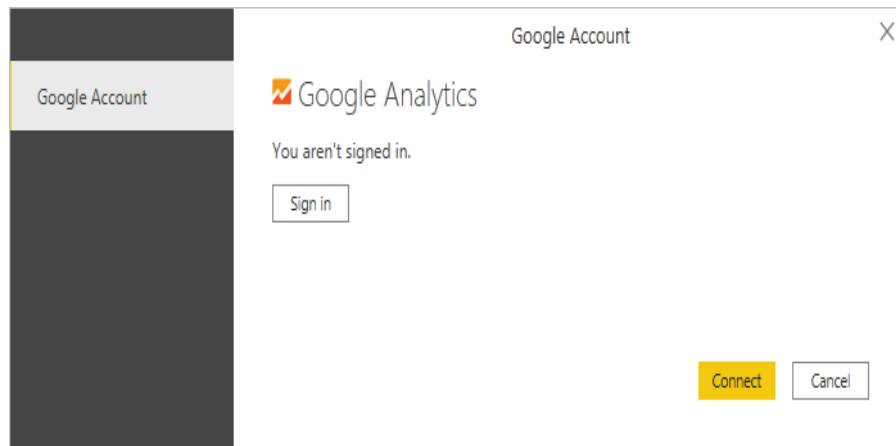 Google Account
Google Account
Google Analytics
You aren't signed in.
Sign in
Connect
Cancel